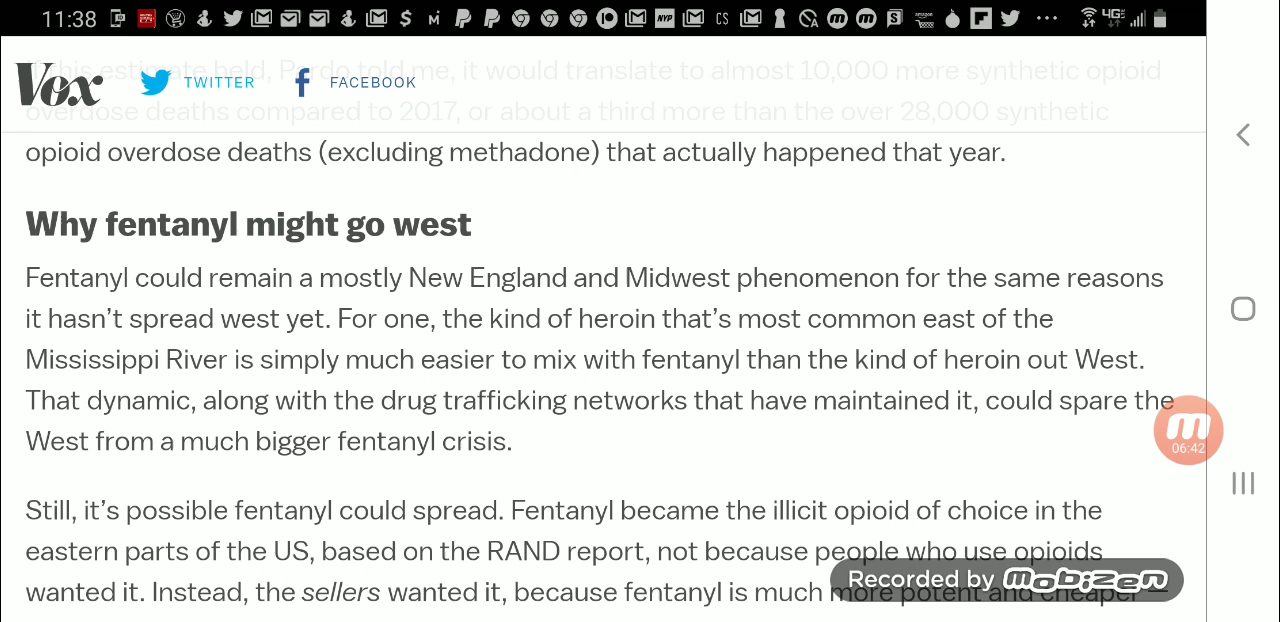 11:38
NYP
CS
4G
If this estimate held, Pardo told me, it would translate to almost 10,000 more synthetic opioid
Vox TWITTER FACEBOOK
overdose deaths compared to 2017, or about a third more than the over 28,000 synthetic
opioid overdose deaths (excluding methadone) that actually happened that year.
Why fentanyl might go west
Fentanyl could remain a mostly New England and Midwest phenomenon for the same reasons
it hasn’t spread west yet. For one, the kind of heroin that’s most common east of the
Mississippi River is simply much easier to mix with fentanyl than the kind of heroin out West.
That dynamic, along with the drug trafficking networks that have maintained it, could spare the
West from a much bigger fentanyl crisis.
06:42
Still, it’s possible fentanyl could spread. Fentanyl became the illicit opioid of choice in the
eastern parts of the US, based on the RAND report, not because people who use opioids
wanted it. Instead, the sellers wanted it, because fentanyl is much more potent and cheaper
Recorded by Mobizen